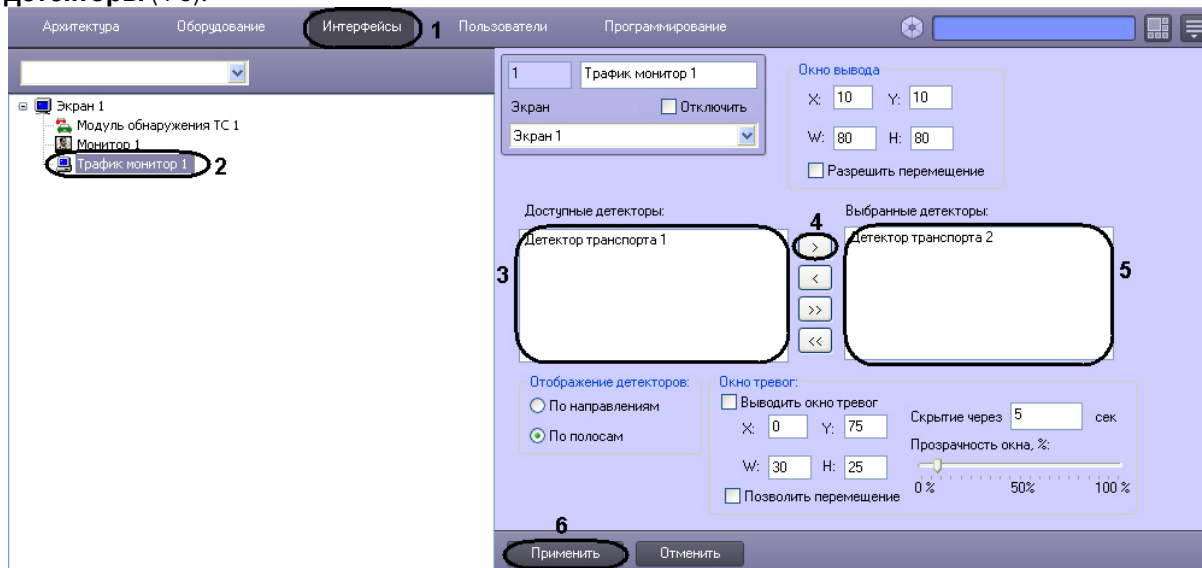 Архитектура Оборудование Интерфейсы 1 Пользователи Программирование
1 Трафик монитор 1
Экран Отключить
Экран 1
Окно вывода
X: 10 Y: 10
W: 80 H: 80
Разрешить перемещение
Экран 1
Модуль обнаружения ТС 1
Монитор 1
Трафик монитор 1 2
Доступные детекторы:
4
Выбранные детекторы:
Детектор транспорта 1
>
Детектор транспорта 2
3
<
5
>>
<<
Отображение детекторов:
По направлениям
По полосам
Окно тревог:
Выводить окно тревог
X: 0 Y: 75
W: 30 H: 25
Позволить перемещение
Скрытие через 5 сек
Прозрачность окна, %:
0 % 50% 100 %
6
Применить Отменить